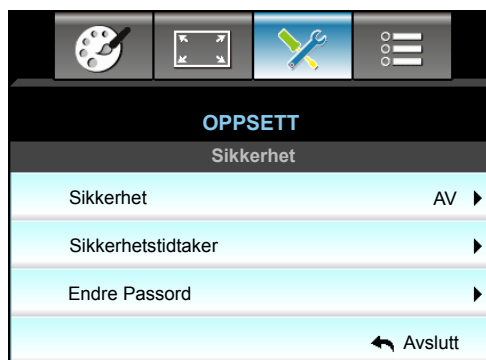 OPPSETT
Sikkerhet
Sikkerhet AV
Sikkerhetstidtaker
Endre Passord
Avslutt